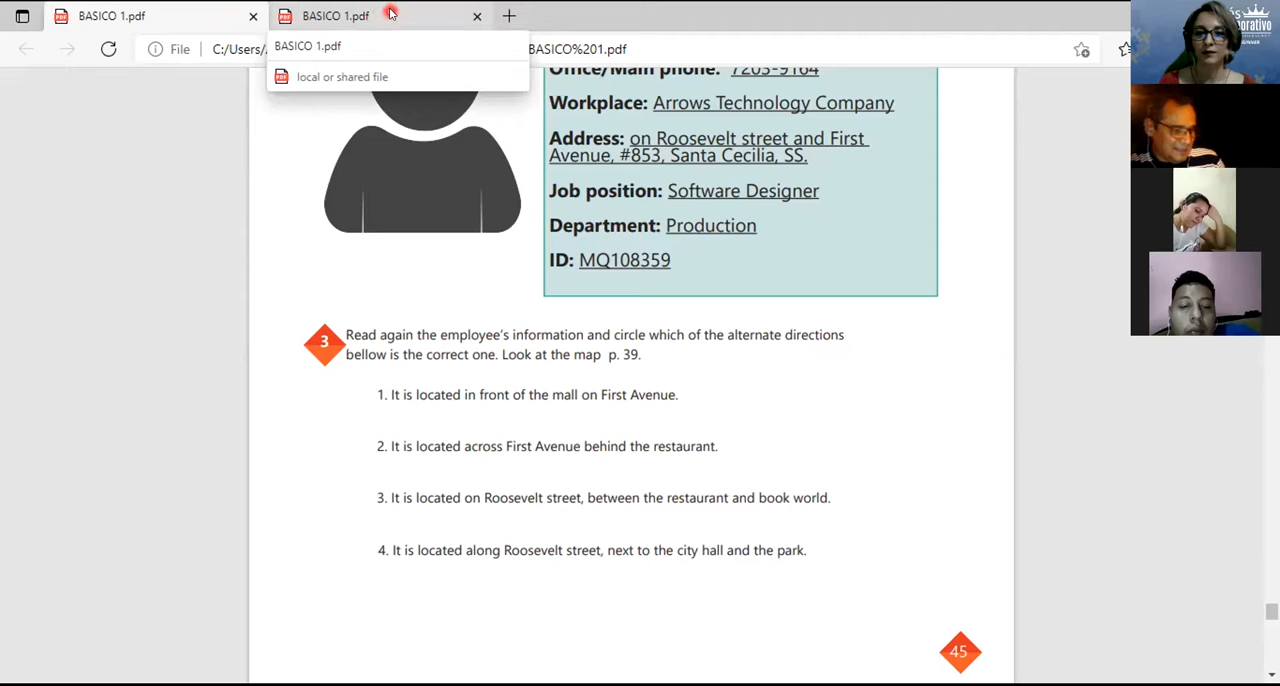 BASICO 1.pdf
BASICO 1.pdf
File
C:/Users/
BASICO%201.pdf
BASICO 1.pdf
local or shared file
Office/Main phone: 7205-9164
Workplace: Arrows Technology Company
Address: on Roosevelt street and First
Avenue, #853, Santa Cecilia, SS.
Job position: Software Designer
Department: Production
ID: MQ108359
3
Read again the employee's information and circle which of the alternate directions
bellow is the correct one. Look at the map p. 39.
1. It is located in front of the mall on First Avenue.
2. It is located across First Avenue behind the restaurant.
3. It is located on Roosevelt street, between the restaurant and book world.
4. It is located along Roosevelt street, next to the city hall and the park.
45